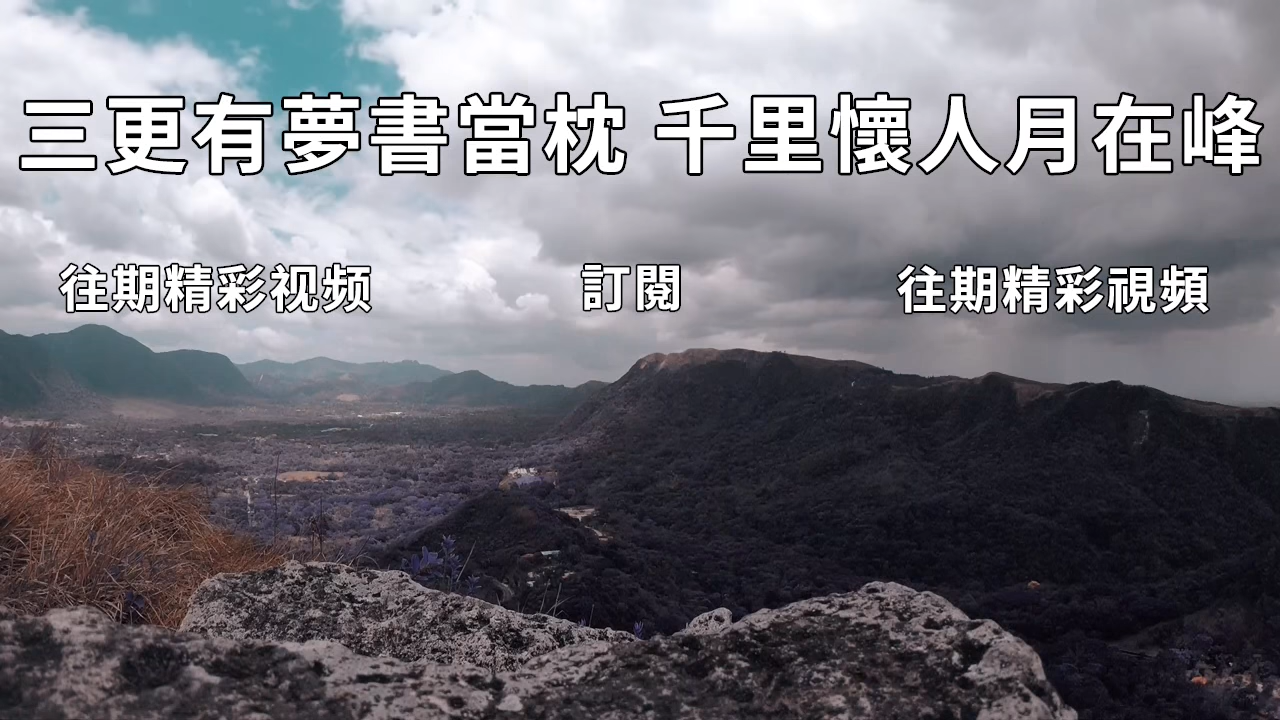 三更有夢書當枕 千里懷人月在峰
往期精彩视频
訂閱
往期精彩視頻